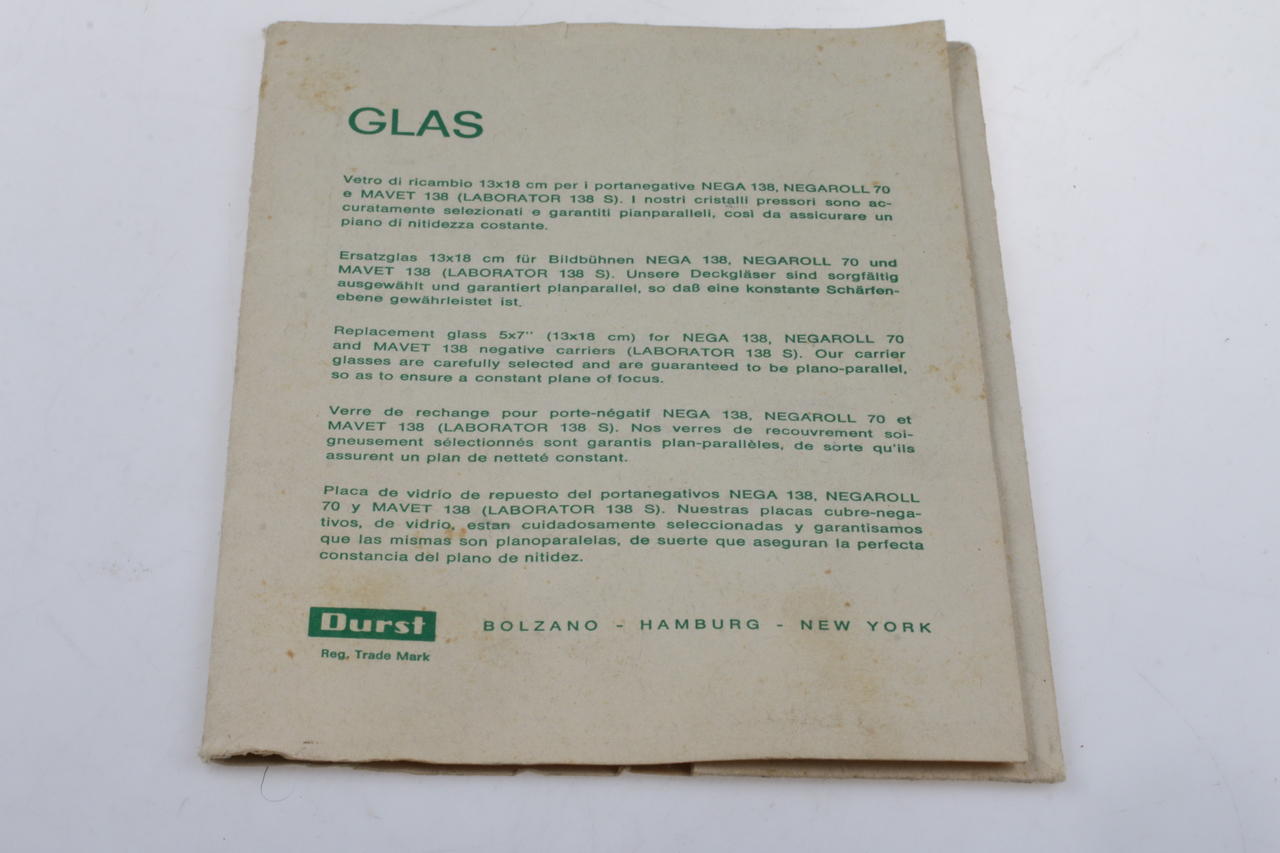 GLAS
Vetro di ricambio 13x18 cm per i portanegative NEGA 138, NEGAROLL 70
e MAVET 138 (LABORATOR 138 S). I nostri cristalli pressori sono ac-
curatamente selezionati e garantiti pianparalleli, così da assicurare un
piano di nitidezza costante.
Ersatzglas 13x18 cm für Bildbühnen NEGA 138, NEGAROLL 70 und
MAVET 138 (LABORATOR 138 S). Unsere Deckgläser sind sorgfältig
ausgewählt und garantiert planparallel, so daß eine konstante Schärfen-
ebene gewährleistet ist.
Replacement glass 5x7" (13x18 cm) for NEGA 138, NEGAROLL 70
and MAVET 138 negative carriers (LABORATOR 138 S). Our carrier
glasses are carefully selected and are guaranteed to be plano-parallel,
so as to ensure a constant plane of focus.
Verre de rechange pour porte-négatif NEGA 138, NEGAROLL 70 et
MAVET 138 (LABORATOR 138 S). Nos verres de recouvrement soi-
gneusement sélectionnés sont garantis plan-parallèles, de sorte qu'ils
assurent un plan de netteté constant.
Placa de vidrio de repuesto del portanegativos NEGA 138, NEGAROLL
70 y MAVET 138 (LABORATOR 138 S). Nuestras placas cubre-nega-
tivos, de vidrio, estan cuidadosamente seleccionadas y garantisamos
que las mismas son planoparalelas, de suerte que aseguran la perfecta
constancia del plano de nitidez.
Durst BOLZANO - HAMBURG - NEW YORK
Reg. Trade Mark